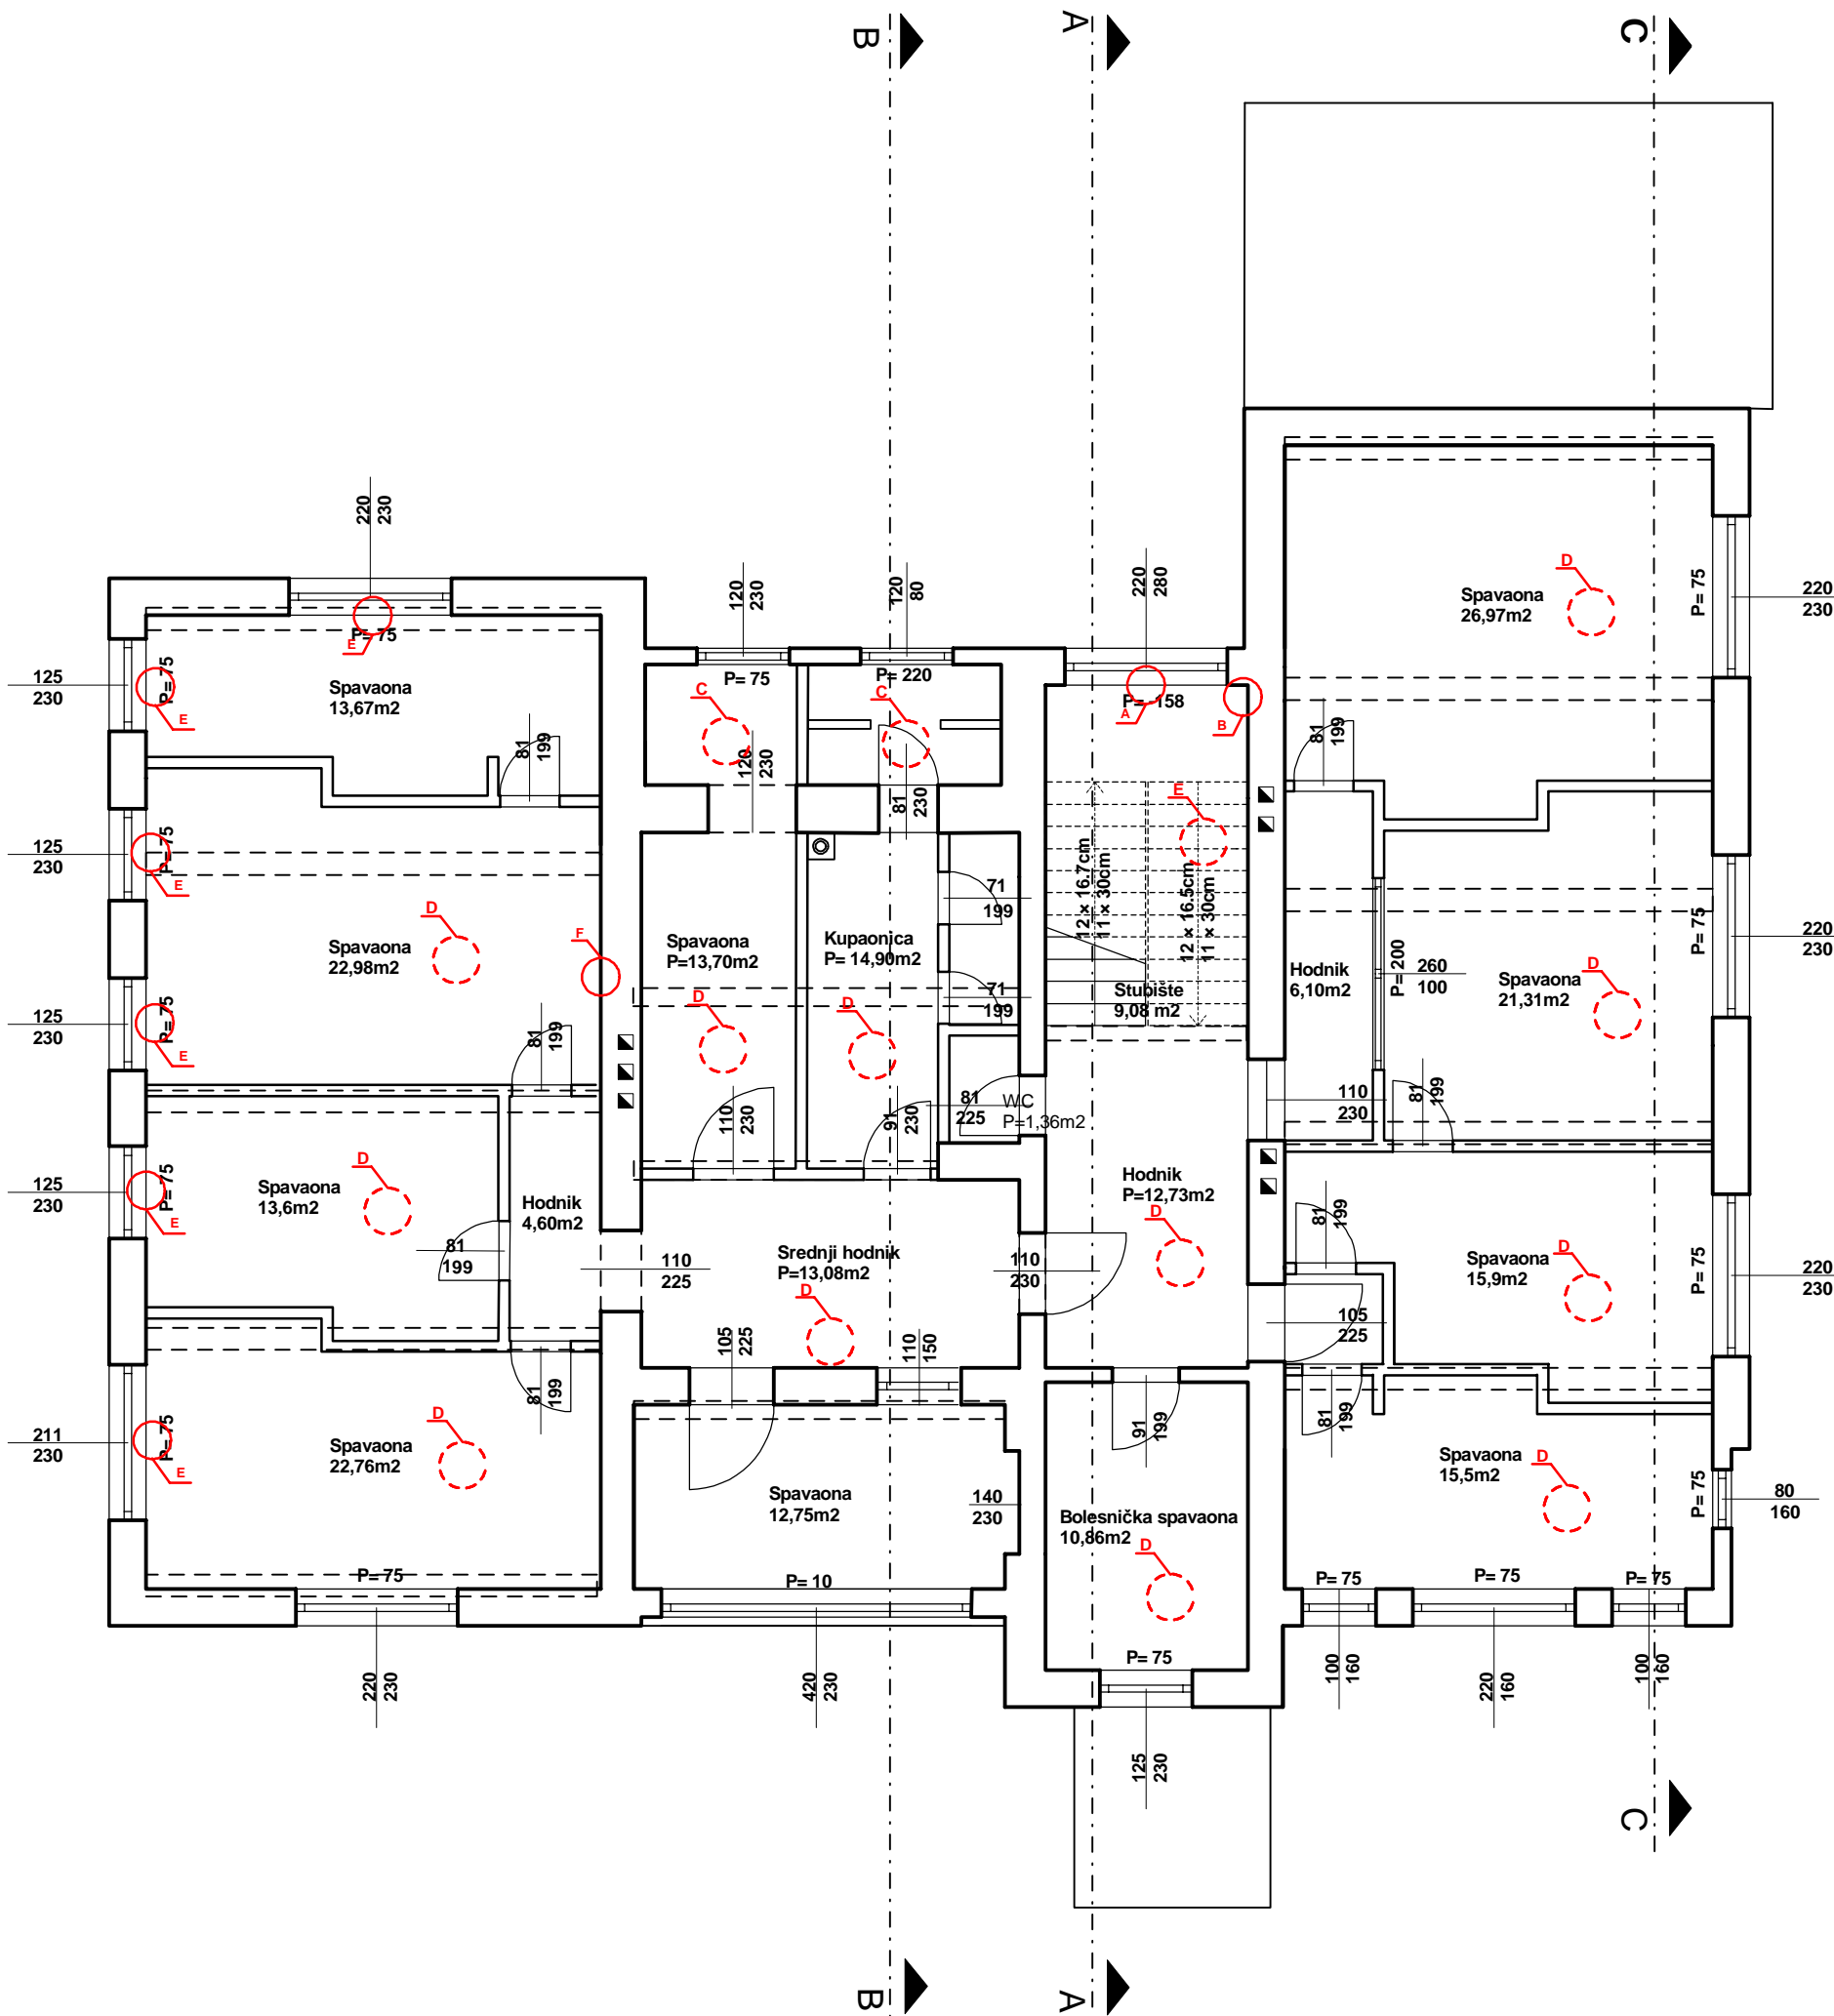 B
A
C
220
230
120
230
120
80
220
280
D
Spavaona
26,97m2
P= 75
220
230
P= 75
E
125
230
P= 75
E
Spavaona
13,67m2
81
199
P= 75
C
P= 220
C
120
230
81
230
P= -158
A
B
E
81
199
125
230
P= 75
E
D
Spavaona
22,98m2
F
Spavaona
P=13,70m2
Kupaonica
P= 14,90m2
71
199
71
199
12 × 16.7cm
11 × 30cm
12 × 16.5cm
11 × 30cm
Stubište
9,08 m2
Hodnik
6,10m2
P= 200
260
100
Spavaona
21,31m2
D
P= 75
220
230
125
230
P= 75
E
81
199
D
D
110
230
91
230
81
225
WC
P=1,36m2
110
230
81
199
125
230
P= 75
E
Spavaona
13,6m2
D
Hodnik
4,60m2
81
199
110
225
Srednji hodnik
P=13,08m2
D
110
230
Hodnik
P=12,73m2
D
81
199
Spavaona
15,9m2
D
P= 75
220
230
105
225
105
225
110
150
81
199
211
230
P= 75
E
Spavaona
22,76m2
D
81
199
Spavaona
12,75m2
140
230
91
199
Bolesnička spavaona
10,86m2
D
Spavaona
15,5m2
D
P= 75
80
160
P= 75
P= 10
P= 75
P= 75
P= 75
P= 75
220
230
420
230
125
230
100
160
220
160
100
160
C
B
A